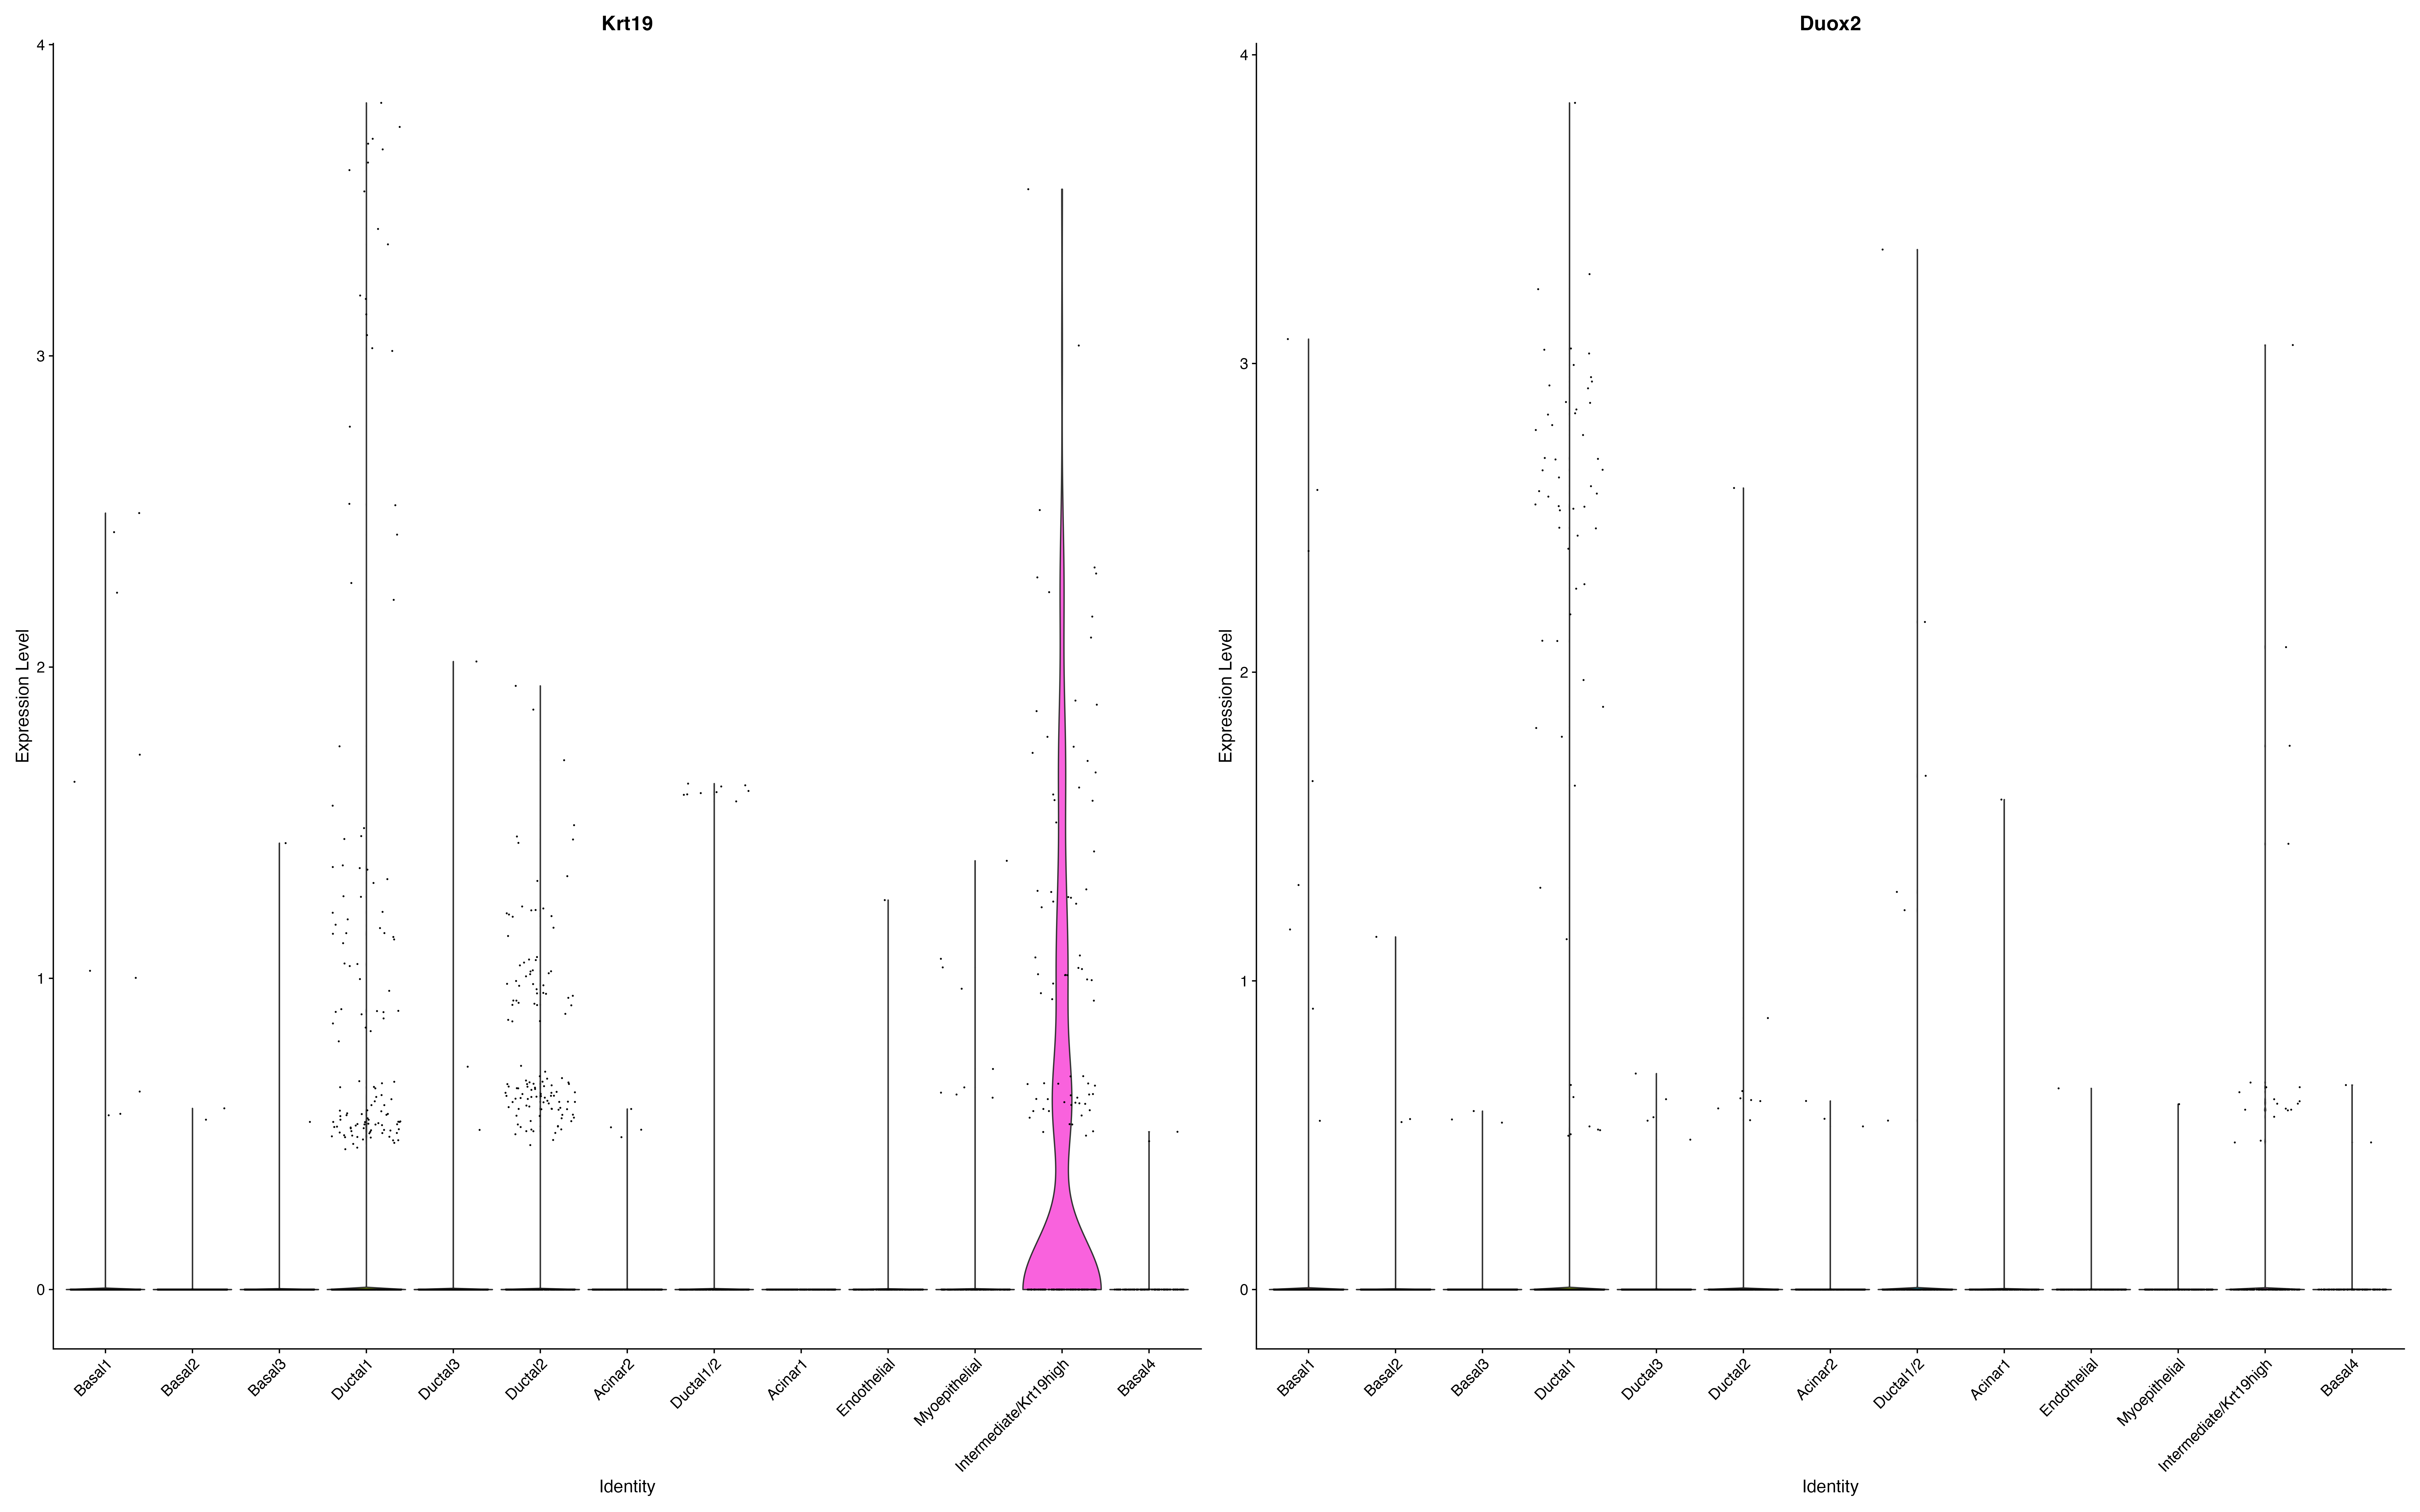 Krt19
Expression Level
4
3
2
1
0
Basal1
Basal2
Basal3
Ductal1
Ductal3
Ductal2
Acinar2
Ductal1/2
Acinar1
Endothelial
Myoepithelial
Intermediate/Krt19high
Basal4
Identity
Duox2
Expression Level
4
3
2
1
0
Basal1
Basal2
Basal3
Ductal1
Ductal3
Ductal2
Acinar2
Ductal1/2
Acinar1
Endothelial
Myoepithelial
Intermediate/Krt19high
Basal4
Identity